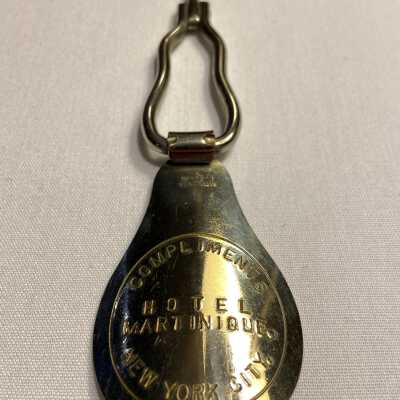 COMPLIMENTS
HOTEL
MARTINIQUE
NEW YORK CITY.